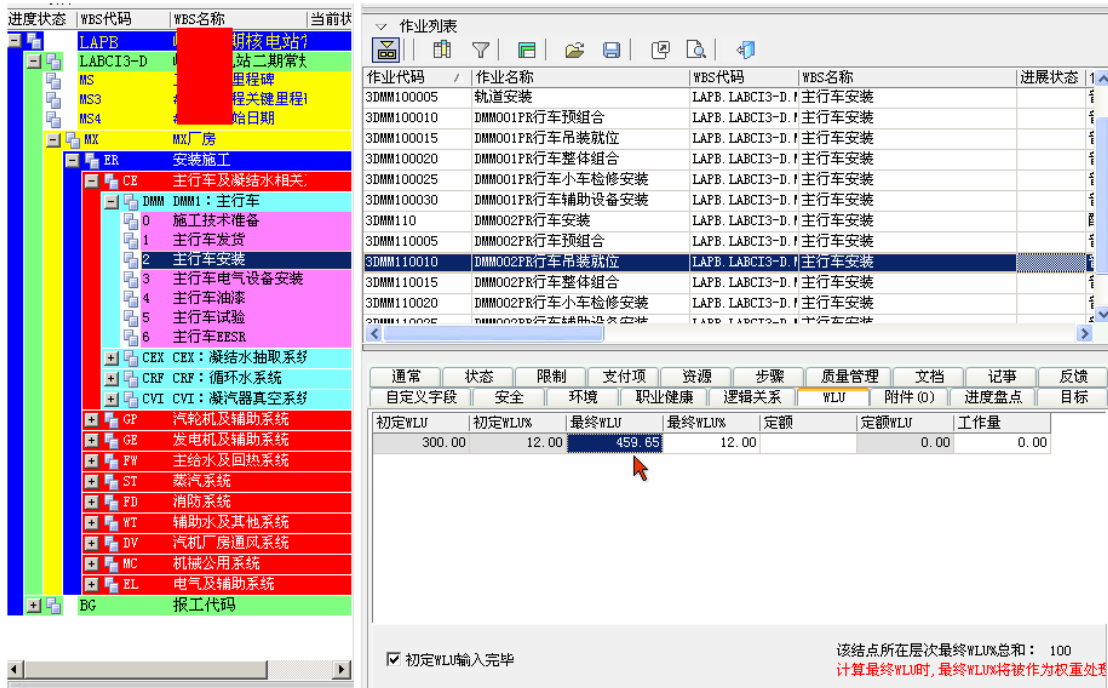 进度状态 WBS代码 WBS名称 当前状
LAPB 期核电站
LABCI3-D 站二期常
MS 里程碑
MS3 程关键里程
MS4 始日期
MX MX厂房
ER 安装施工
CE 主行车及凝结水相关
DMM DMM1：主行车
0 施工技术准备
1 主行车发货
2 主行车安装
3 主行车电气设备安装
4 主行车油漆
5 主行车试验
6 主行车EESR
CEX CEX：凝结水抽取系统
CRF CRF：循环水系统
CVI CVI：凝汽器真空系统
GP 汽轮机及辅助系统
GE 发电机及辅助系统
FW 主给水及回热系统
ST 蒸汽系统
FD 消防系统
WT 辅助水及其他系统
DV 汽机厂房通风系统
MC 机械公用系统
EL 电气及辅助系统
BG 报工代码
作业列表
作业代码 / 作业名称 WBS代码 WBS名称 进展状态
3DMM100005 轨道安装 LAPB.LABCI3-D. 主行车安装
3DMM100010 DMM001PR行车预组合 LAPB.LABCI3-D. 主行车安装
3DMM100015 DMM001PR行车吊装就位 LAPB.LABCI3-D. 主行车安装
3DMM100020 DMM001PR行车整体组合 LAPB.LABCI3-D. 主行车安装
3DMM100025 DMM001PR行车小车检修安装 LAPB.LABCI3-D. 主行车安装
3DMM100030 DMM001PR行车辅助设备安装 LAPB.LABCI3-D. 主行车安装
3DMM110 DMM002PR行车安装 LAPB.LABCI3-D. 主行车安装
3DMM110005 DMM002PR行车预组合 LAPB.LABCI3-D. 主行车安装
3DMM110010 DMM002PR行车吊装就位 LAPB.LABCI3-D. 主行车安装
3DMM110015 DMM002PR行车整体组合 LAPB.LABCI3-D. 主行车安装
3DMM110020 DMM002PR行车小车检修安装 LAPB.LABCI3-D. 主行车安装
3DMM110025 DMM002PR行车辅助设备安装 LAPB.LABCI3-D. 主行车安装
通常 状态 限制 支付项 资源 步骤 质量管理 文档 记事 反馈
自定义字段 安全 环境 职业健康 逻辑关系 WLU 附件(0) 进度盘点 目标
初定WLU 初定WLU% 最终WLU 最终WLU% 定额 定额WLU 工作量
300.00 12.00 459.65 12.00 0.00 0.00
初定WLU输入完毕
该结点所在层次最终WLU%总和： 100
计算最终WLU时,最终WLU%将被作为权重处理